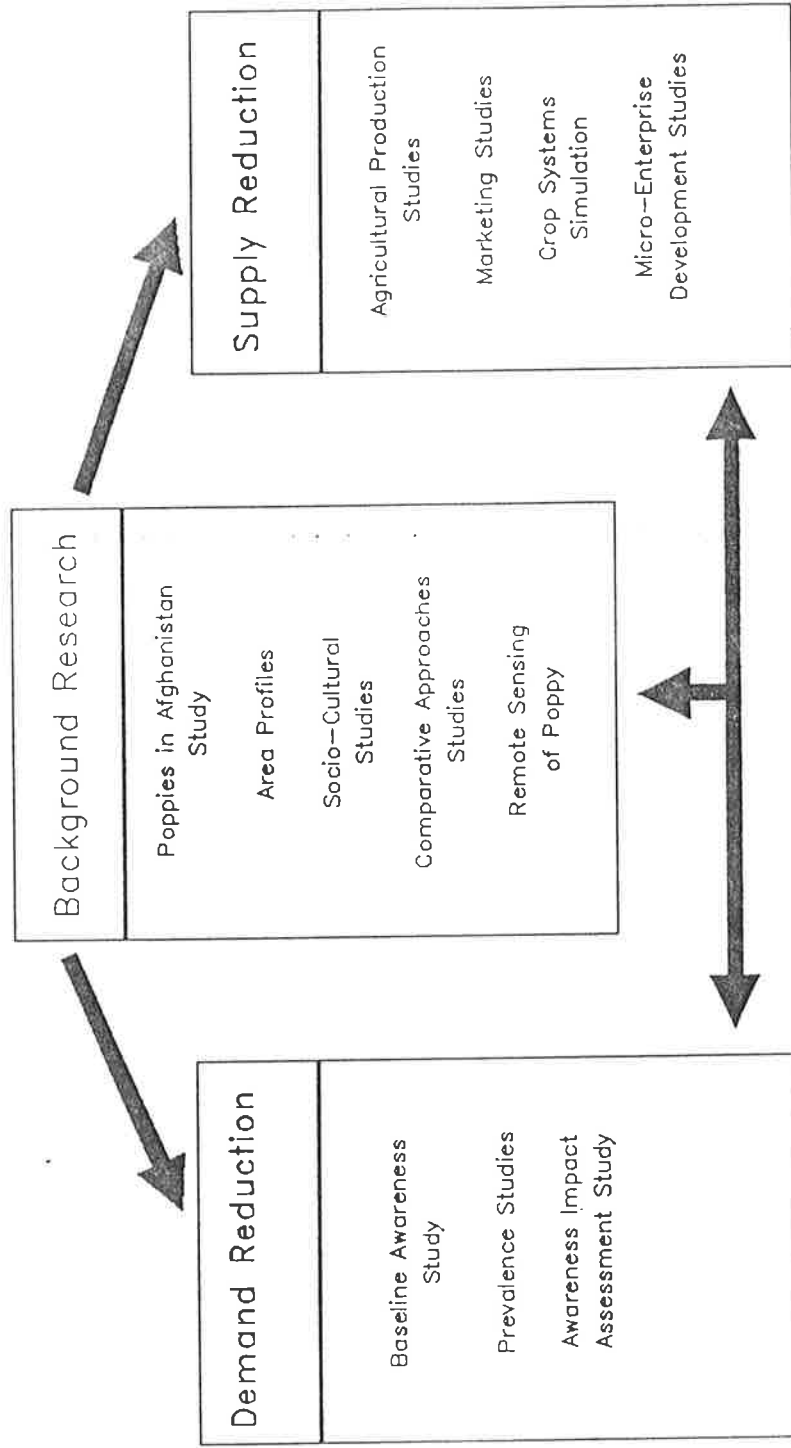 Background Research
Poppies in Afghanistan
Study
Area Profiles
Socio-Cultural
Studies
Comparative Approaches
Studies
Remote Sensing
of Poppy
Demand Reduction
Baseline Awareness
Study
Prevalence Studies
Awareness Impact
Assessment Study
Supply Reduction
Agricultural Production
Studies
Marketing Studies
Crop Systems
Simulation
Micro-Enterprise
Development Studies